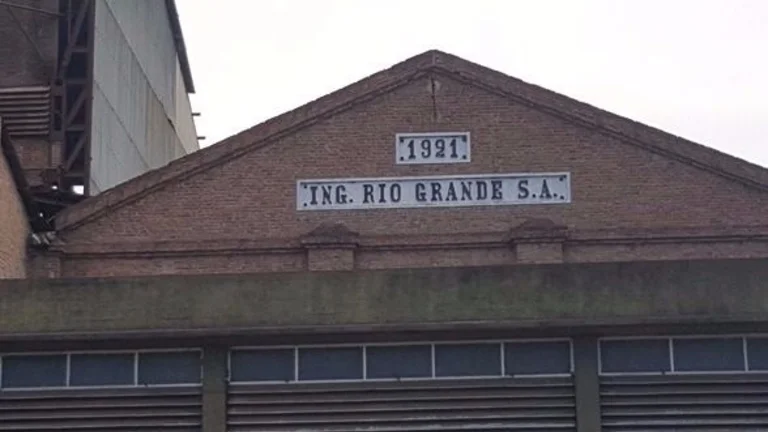 1921
ING. RIO GRANDE S.A.